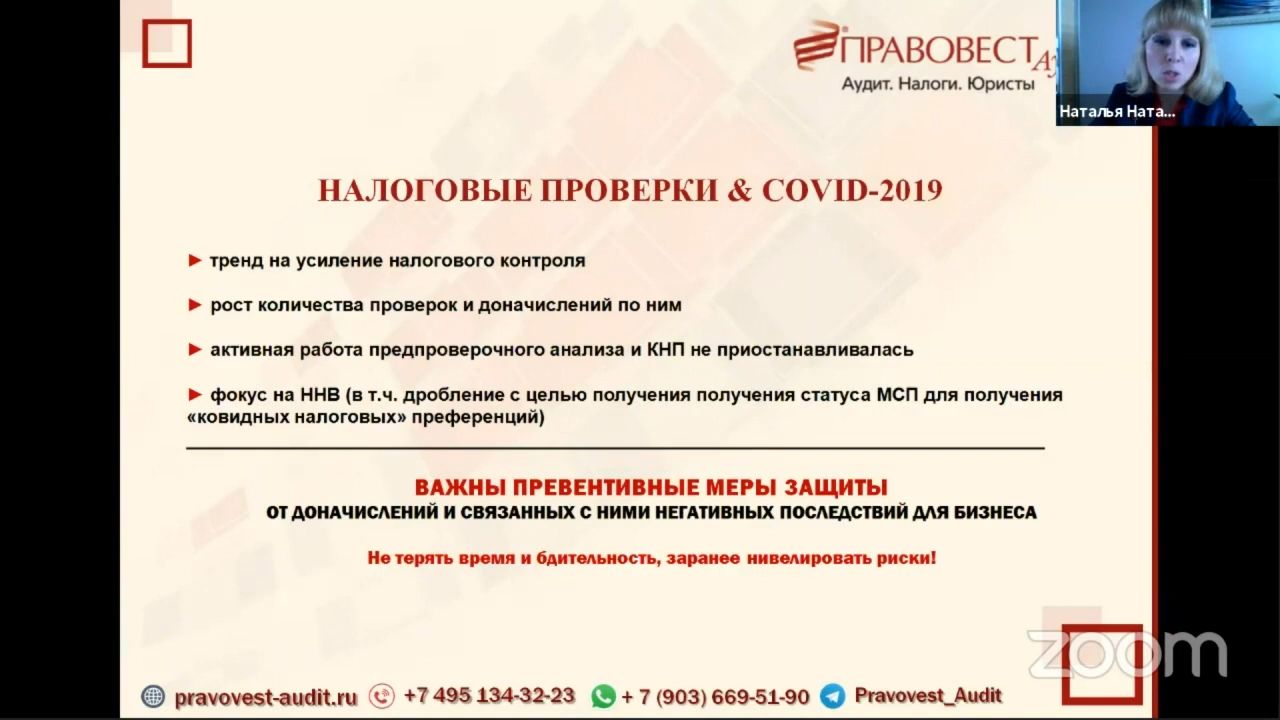 ПРАВОВЕСТ
Аудит. Налоги. Юристы
Наталья Ната...
НАЛОГОВЫЕ ПРОВЕРКИ & COVID-2019
► тренд на усиление налогового контроля
► рост количества проверок и доначислений по ним
► активная работа предпроверочного анализа и КНП не приостанавливалась
► фокус на ННВ (в т.ч. дробление с целью получения получения статуса МСП для получения
«ковидных налоговых» преференций)
ВАЖНЫ ПРЕВЕНТИВНЫЕ МЕРЫ ЗАЩИТЫ
ОТ ДОНАЧИСЛЕНИЙ И СВЯЗАННЫХ С НИМИ НЕГАТИВНЫХ ПОСЛЕДСТВИЙ ДЛЯ БИЗНЕСА
Не терять время и бдительность, заранее нивелировать риски!
zoom
pravovest-audit.ru +7 495 134-32-23 + 7 (903) 669-51-90 Pravovest_Audit